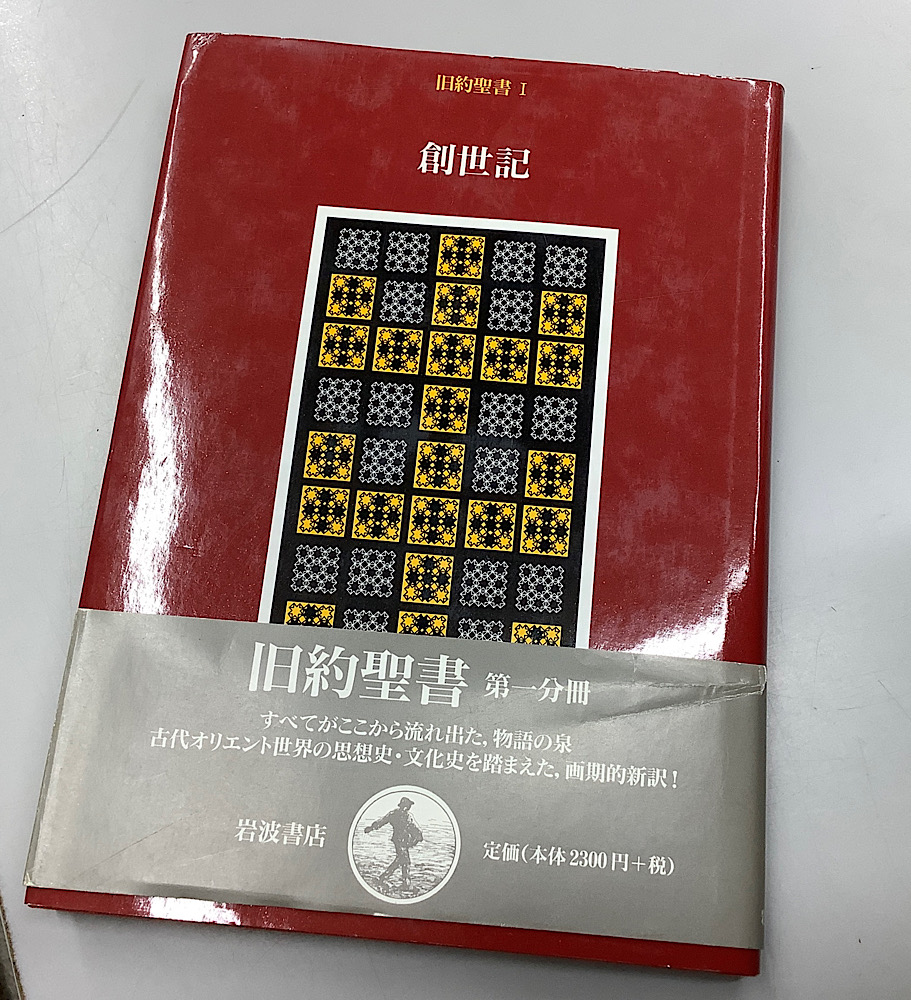 旧約聖書 I
創世記
旧約聖書 第一分冊
すべてがここから流れ出た，物語の泉
古代オリエント世界の思想史・文化史を踏まえた，画期的新訳！
岩波書店
定価（本体2300円＋税）